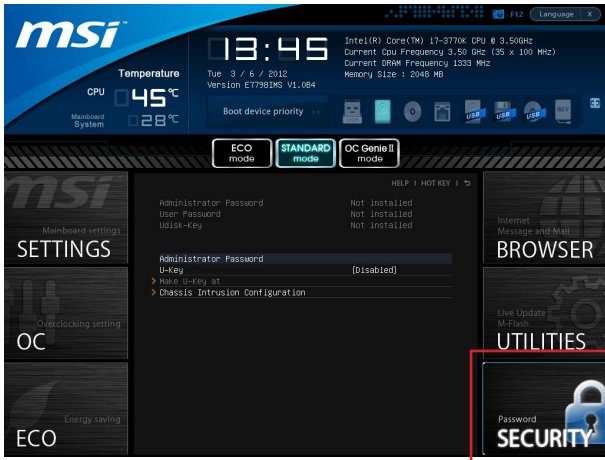 msi
F12 Language X
13:45
Tue 3 / 6 / 2012
Version E7798IMS V1.0B4
Intel(R) Core(TM) i7-3770K CPU @ 3.50GHz
Current Cpu Frequency 3.50 GHz (35 x 100 MHz)
Current DRAM Frequency 1333 MHz
Memory Size : 2048 MB
Temperature
CPU 45°C
Mainboard
System 28°C
Boot device priority
USB USB USB REV
ECO
mode
STANDARD
mode
OC Genie II
mode
HELP | HOT KEY |
msi
Mainboard settings
SETTINGS
Overclocking setting
OC
Energy saving
ECO
Administrator Password Not installed
User Password Not installed
Udisk-Key Not installed
Administrator Password
U-Key [Disabled]
Make U-Key at
Chassis Intrusion Configuration
Internet
Message and Mail
BROWSER
Live Update
M-Flash
UTILITIES
Password
SECURITY